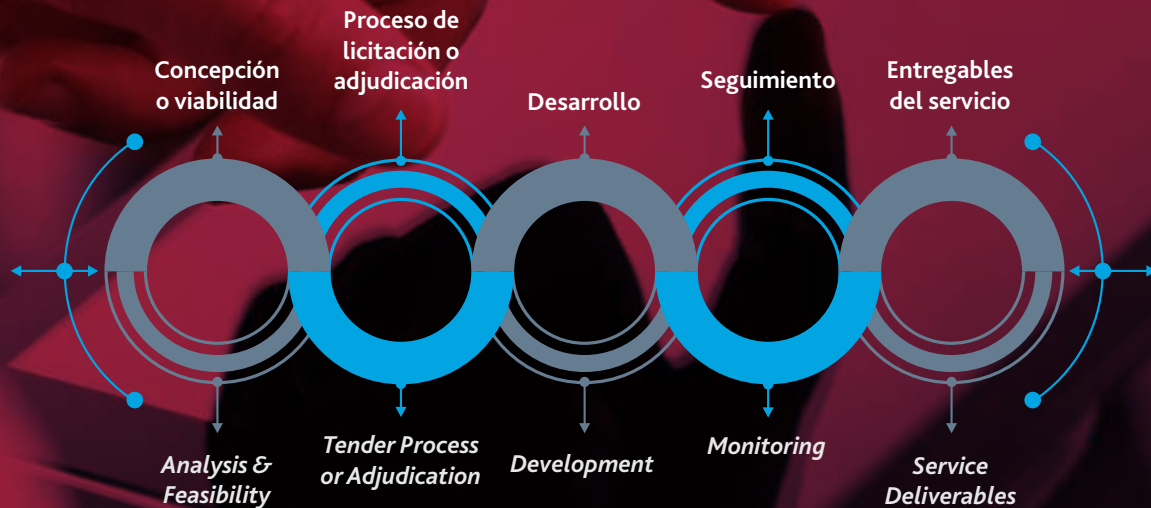 Concepción
o viabilidad
Proceso de
licitación o
adjudicación
Desarrollo
Seguimiento
Entregables
del servicio
Analysis &
Feasibility
Tender Process
or Adjudication
Development
Monitoring
Service
Deliverables